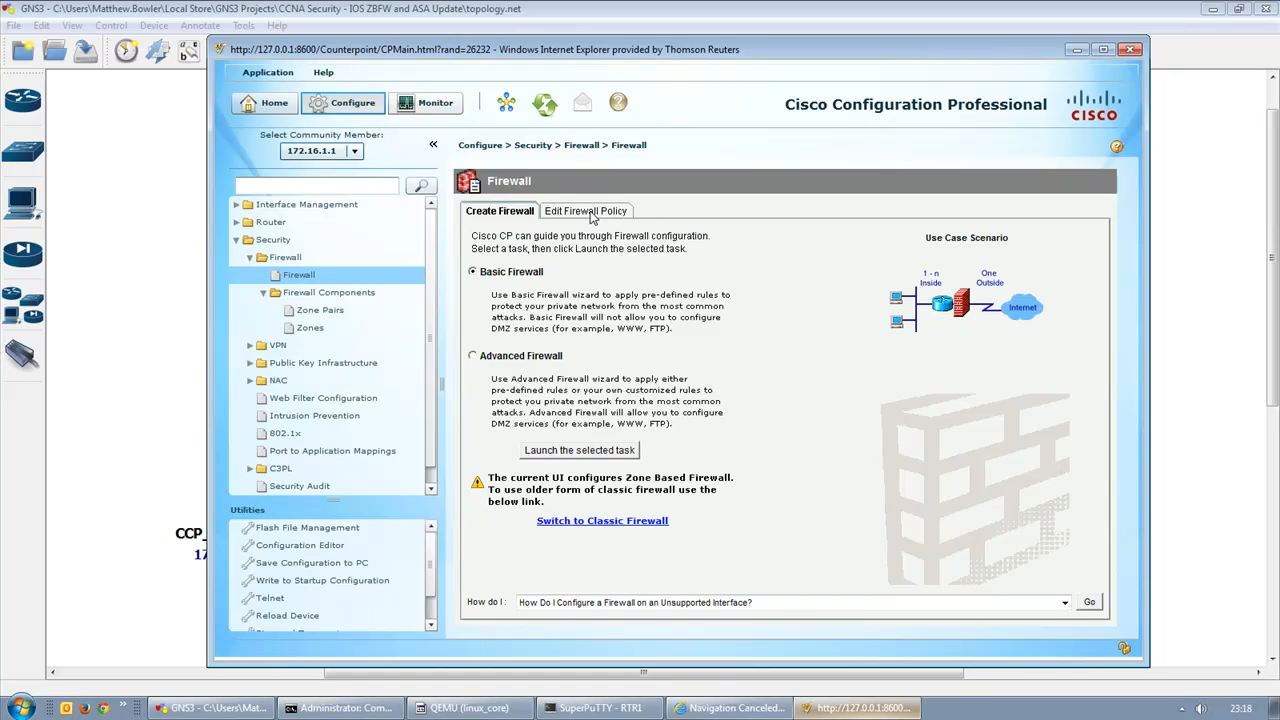 GNS3 - C:\Users\Matthew.Bowler\Local Store\GNS3 Projects\CCNA Security - IOS ZBFW and ASA Update\topology.net
File Edit View Control Device Annotate Tools Help
http://127.0.0.1:8600/Counterpoint/CPMain.html?rand=26232 - Windows Internet Explorer provided by Thomson Reuters
Application Help
Home Configure Monitor
Cisco Configuration Professional
CISCO
Select Community Member:
172.16.1.1
Configure > Security > Firewall > Firewall
Firewall
Create Firewall Edit Firewall Policy
Interface Management
Router
Security
Firewall
Firewall
Firewall Components
Zone Pairs
Zones
VPN
Public Key Infrastructure
NAC
Web Filter Configuration
Intrusion Prevention
802.1x
Port to Application Mappings
C3PL
Security Audit
Utilities
Flash File Management
Configuration Editor
Save Configuration to PC
Write to Startup Configuration
Telnet
Reload Device
Cisco CP can guide you through Firewall configuration.
Select a task, then click Launch the selected task.
Basic Firewall
Use Basic Firewall wizard to apply pre-defined rules to
protect your private network from the most common
attacks. Basic Firewall will not allow you to configure
DMZ services (for example, WWW, FTP).
Advanced Firewall
Use Advanced Firewall wizard to apply either
pre-defined rules or your own customized rules to
protect you private network from the most common
attacks. Advanced Firewall will allow you to configure
DMZ services (for example, WWW, FTP).
Launch the selected task
The current UI configures Zone Based Firewall.
To use older form of classic firewall use the
below link.
Switch to Classic Firewall
Use Case Scenario
1 - n
Inside
One
Outside
Internet
How do I: How Do I Configure a Firewall on an Unsupported Interface? Go
CCP_
17
GNS3 - C:\Users\Mat... Administrator: Com... QEMU (linux_core) SuperPuTTY - RTR1 Navigation Canceled... http://127.0.0.1:8600... 23:18